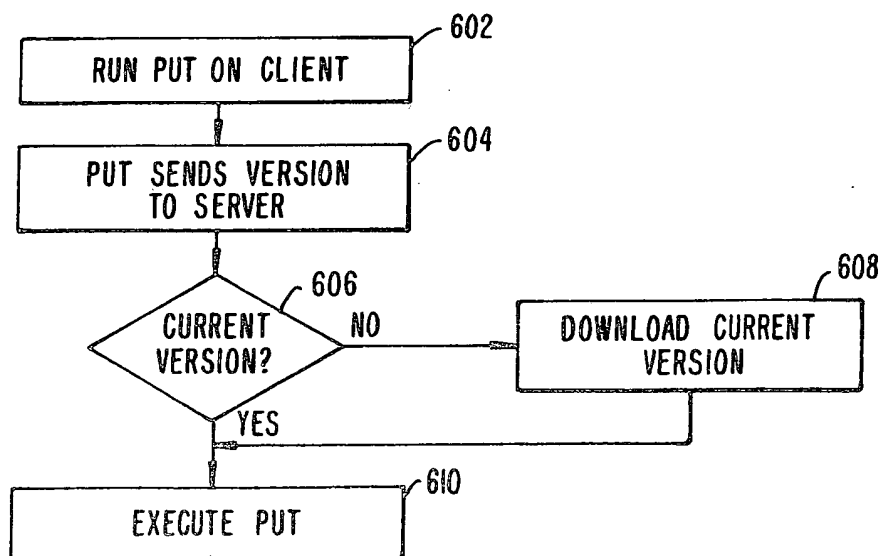 602
RUN PUT ON CLIENT
604
PUT SENDS VERSION
TO SERVER
606
CURRENT
VERSION?
NO
608
DOWNLOAD CURRENT
VERSION
YES
610
EXECUTE PUT